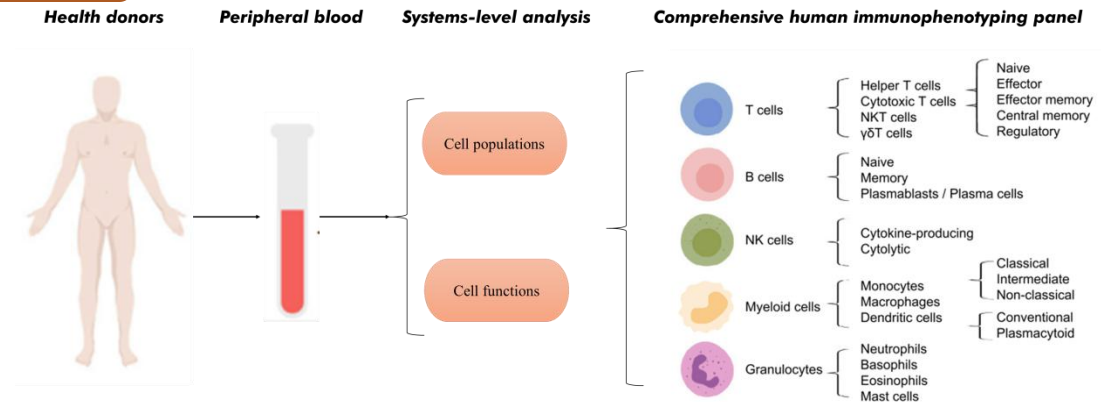 Health donors
Peripheral blood
Systems-level analysis
Comprehensive human immunophenotyping panel
Cell populations
Cell functions
T cells
Helper T cells
Cytotoxic T cells
NKT cells
γδT cells
Naive
Effector
Effector memory
Central memory
Regulatory
B cells
Naive
Memory
Plasmablasts / Plasma cells
NK cells
Cytokine-producing
Cytolytic
Myeloid cells
Monocytes
Macrophages
Dendritic cells
Classical
Intermediate
Non-classical
Conventional
Plasmacytoid
Granulocytes
Neutrophils
Basophils
Eosinophils
Mast cells